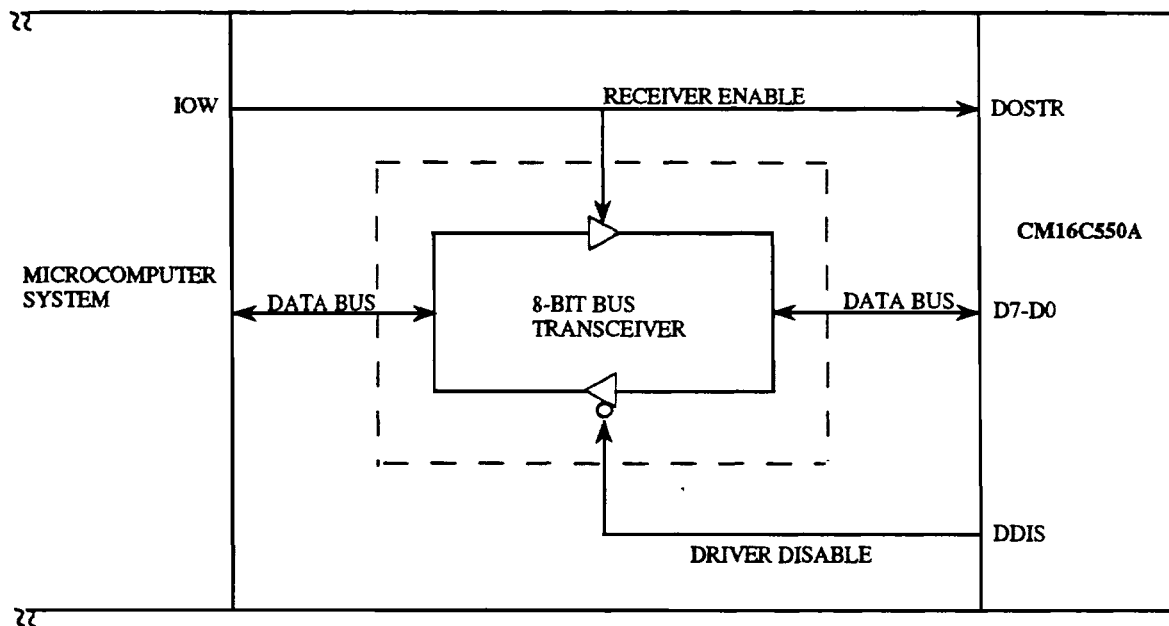 IOW
RECEIVER ENABLE
DOSTR
CM16C550A
MICROCOMPUTER
SYSTEM
DATA BUS
8-BIT BUS
TRANSCEIVER
DATA BUS
D7-D0
DDIS
DRIVER DISABLE